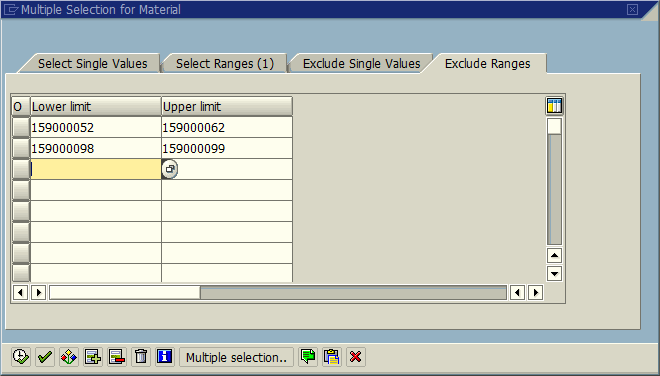 Multiple Selection for Material
Select Single Values Select Ranges (1) Exclude Single Values Exclude Ranges
O Lower limit Upper limit
159000052 159000062
159000098 159000099
Multiple selection..